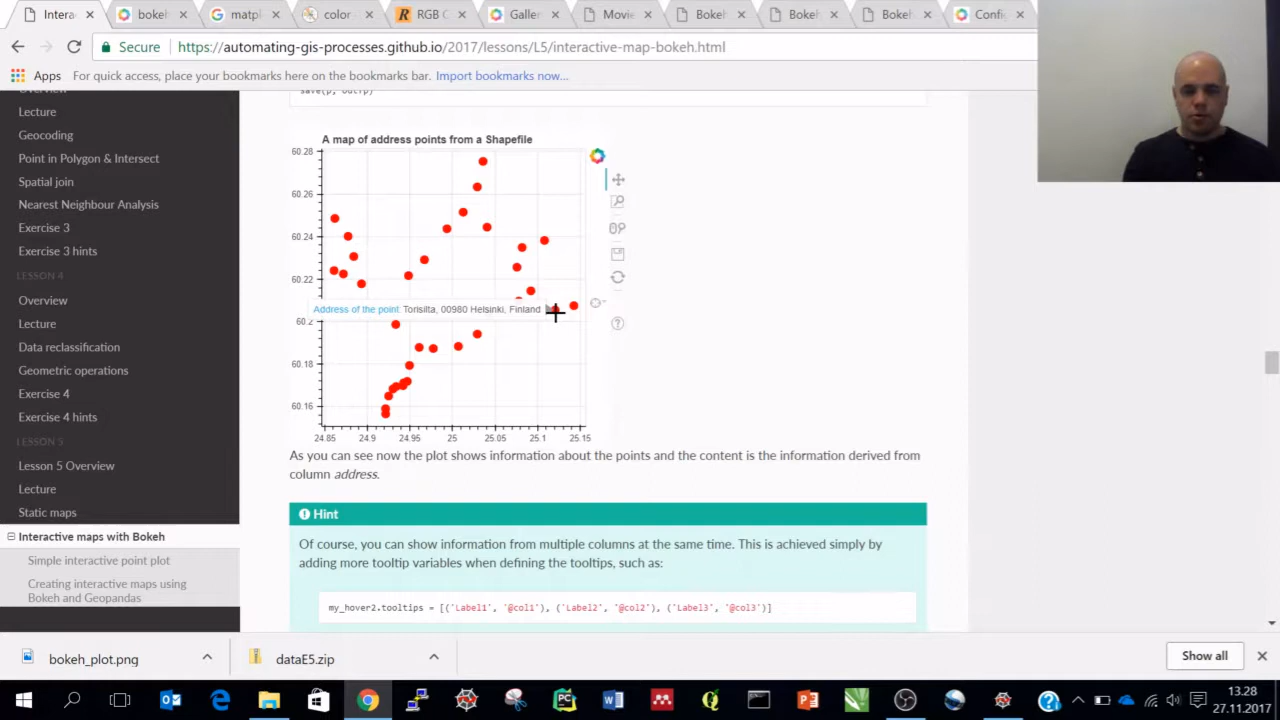 Intera
bokeh
matpl
color
RGB C
Galler
Movie
Bokeh
Bokeh
Bokeh
Config
Secure
https://automating-gis-processes.github.io/2017/lessons/L5/interactive-map-bokeh.html
Apps
For quick access, place your bookmarks here on the bookmarks bar.
Import bookmarks now...
Overview
Lecture
Geocoding
Point in Polygon & Intersect
Spatial join
Nearest Neighbour Analysis
Exercise 3
Exercise 3 hints
LESSON 4
Overview
Lecture
Data reclassification
Geometric operations
Exercise 4
Exercise 4 hints
LESSON 5
Lesson 5 Overview
Lecture
Static maps
Interactive maps with Bokeh
Simple interactive point plot
Creating interactive maps using
Bokeh and Geopandas
save(p, outfp)
A map of address points from a Shapefile
60.28
60.26
60.24
60.22
60.2
60.18
60.16
Address of the point: Torisilta, 00980 Helsinki, Finland
24.85
24.9
24.95
25
25.05
25.1
25.15
As you can see now the plot shows information about the points and the content is the information derived from
column address.
Hint
Of course, you can show information from multiple columns at the same time. This is achieved simply by
adding more tooltip variables when defining the tooltips, such as:
my_hover2.tooltips = [('Label1', '@col1'), ('Label2', '@col2'), ('Label3', '@col3')]
bokeh_plot.png
dataE5.zip
Show all
13.28
27.11.2017